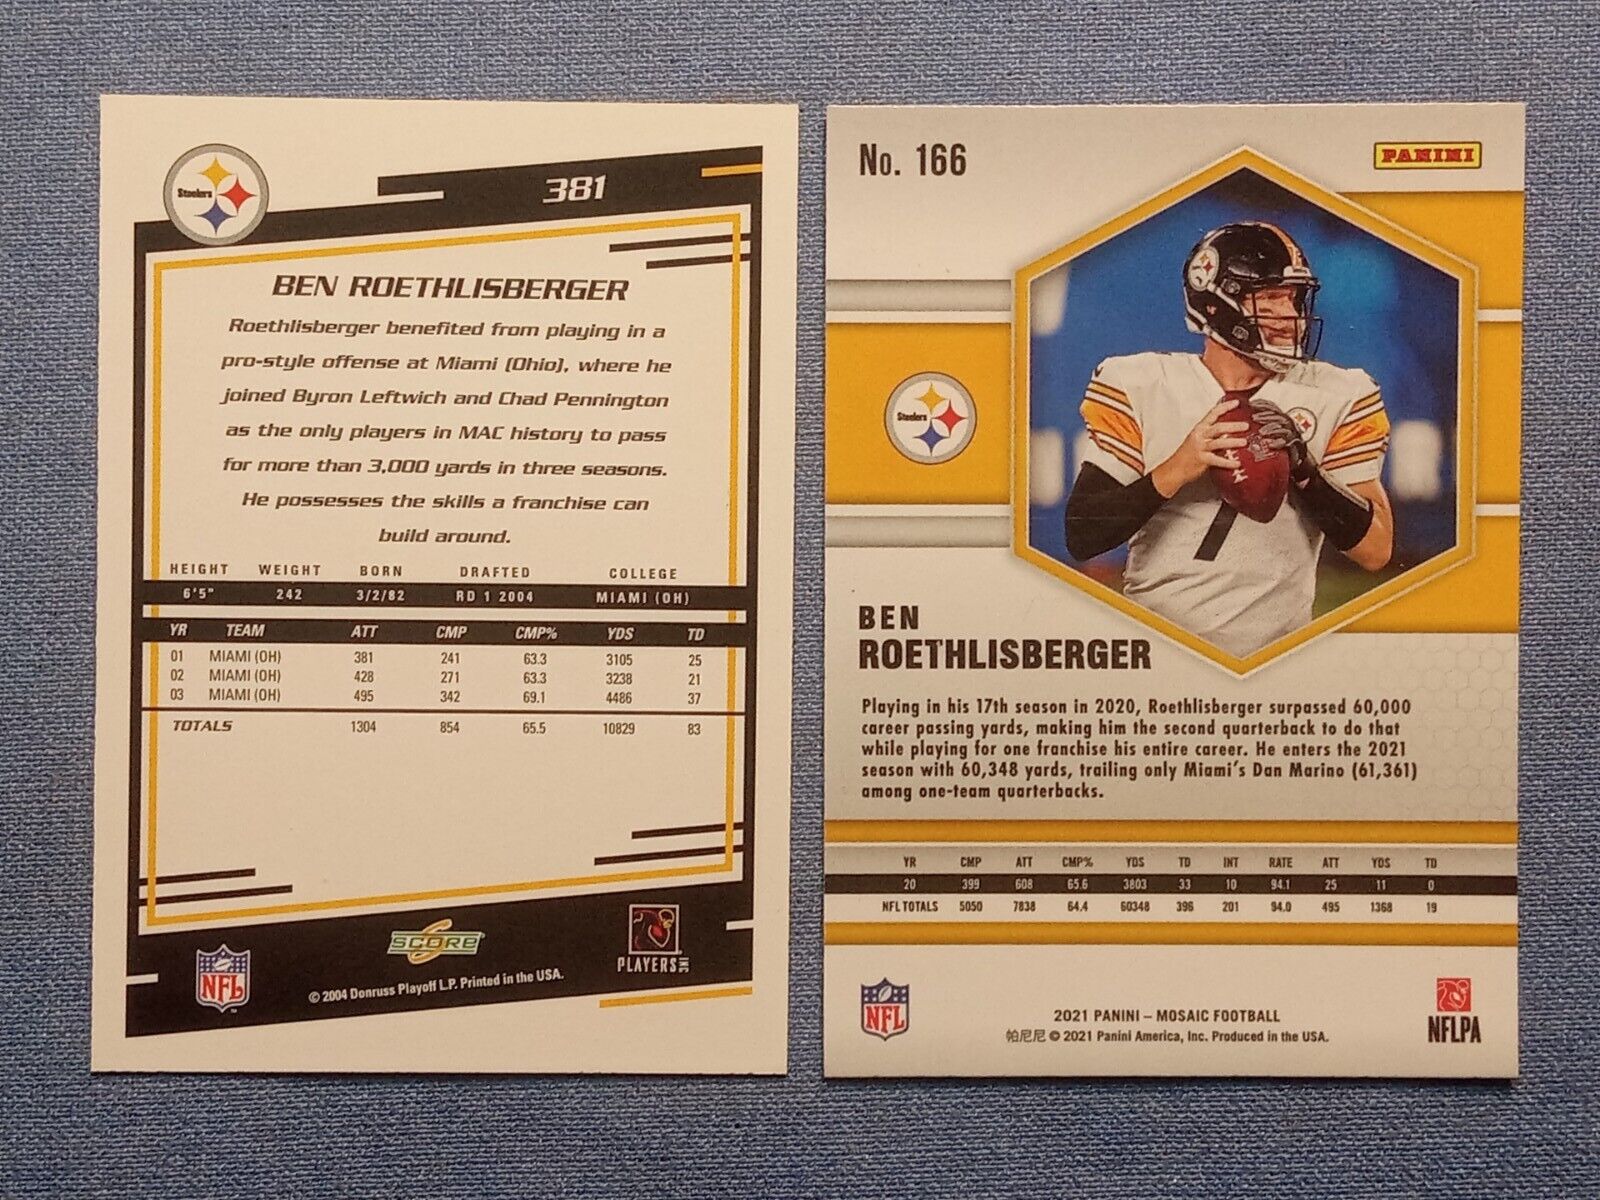 381
Steelers
BEN ROETHLISBERGER
Roethlisberger benefited from playing in a
pro-style offense at Miami (Ohio), where he
joined Byron Leftwich and Chad Pennington
as the only players in MAC history to pass
for more than 3,000 yards in three seasons.
He possesses the skills a franchise can
build around.
HEIGHT WEIGHT BORN DRAFTED COLLEGE
6'5" 242 3/2/82 RD 1 2004 MIAMI (OH)
YR TEAM ATT CMP CMP% YDS TD
01 MIAMI (OH) 381 241 63.3 3105 25
02 MIAMI (OH) 428 271 63.3 3238 21
03 MIAMI (OH) 495 342 69.1 4486 37
TOTALS 1304 854 65.5 10829 83
SCORE
NFL
PLAYERS INC
© 2004 Donruss Playoff L.P. Printed in the USA.
No. 166
PANINI
Steelers
7
BEN
ROETHLISBERGER
Playing in his 17th season in 2020, Roethlisberger surpassed 60,000
career passing yards, making him the second quarterback to do that
while playing for one franchise his entire career. He enters the 2021
season with 60,348 yards, trailing only Miami's Dan Marino (61,361)
among one-team quarterbacks.
YR CMP ATT CMP% YDS TD INT RATE ATT YDS TD
20 399 608 65.6 3803 33 10 94.1 25 11 0
NFL TOTALS 5050 7838 64.4 60348 396 201 94.0 495 1368 19
NFL
2021 PANINI – MOSAIC FOOTBALL
帕尼尼 © 2021 Panini America, Inc. Produced in the USA.
NFLPA